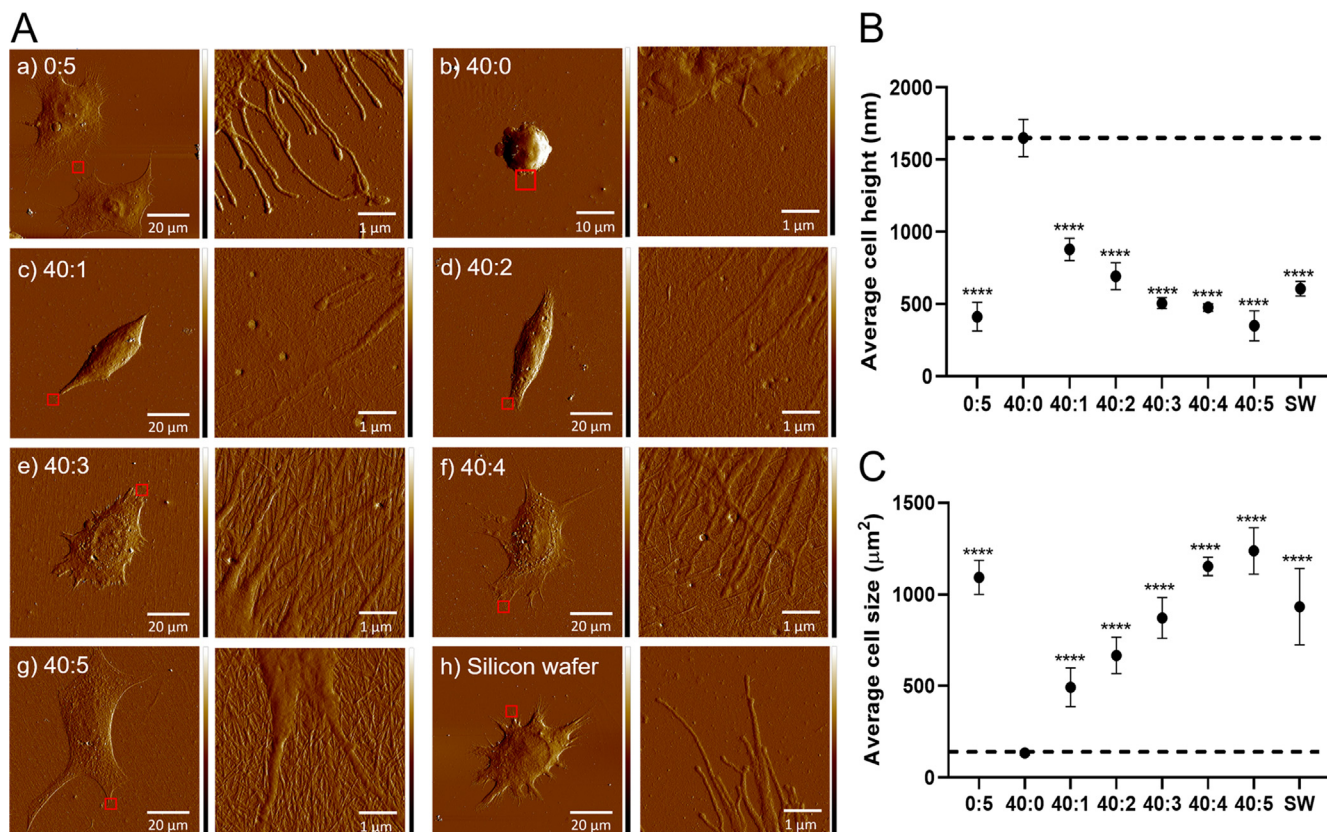 A
a) 0:5
20 µm
1 µm
b) 40:0
10 µm
1 µm
c) 40:1
20 µm
1 µm
d) 40:2
20 µm
1 µm
e) 40:3
20 µm
1 µm
f) 40:4
20 µm
1 µm
g) 40:5
20 µm
1 µm
h) Silicon wafer
20 µm
1 µm
B
Average cell height (nm)
2000
1500
1000
500
0
****
****
****
****
****
****
****
0:5 40:0 40:1 40:2 40:3 40:4 40:5 SW
C
Average cell size (µm²)
1500
1000
500
0
****
****
****
****
****
****
****
0:5 40:0 40:1 40:2 40:3 40:4 40:5 SW